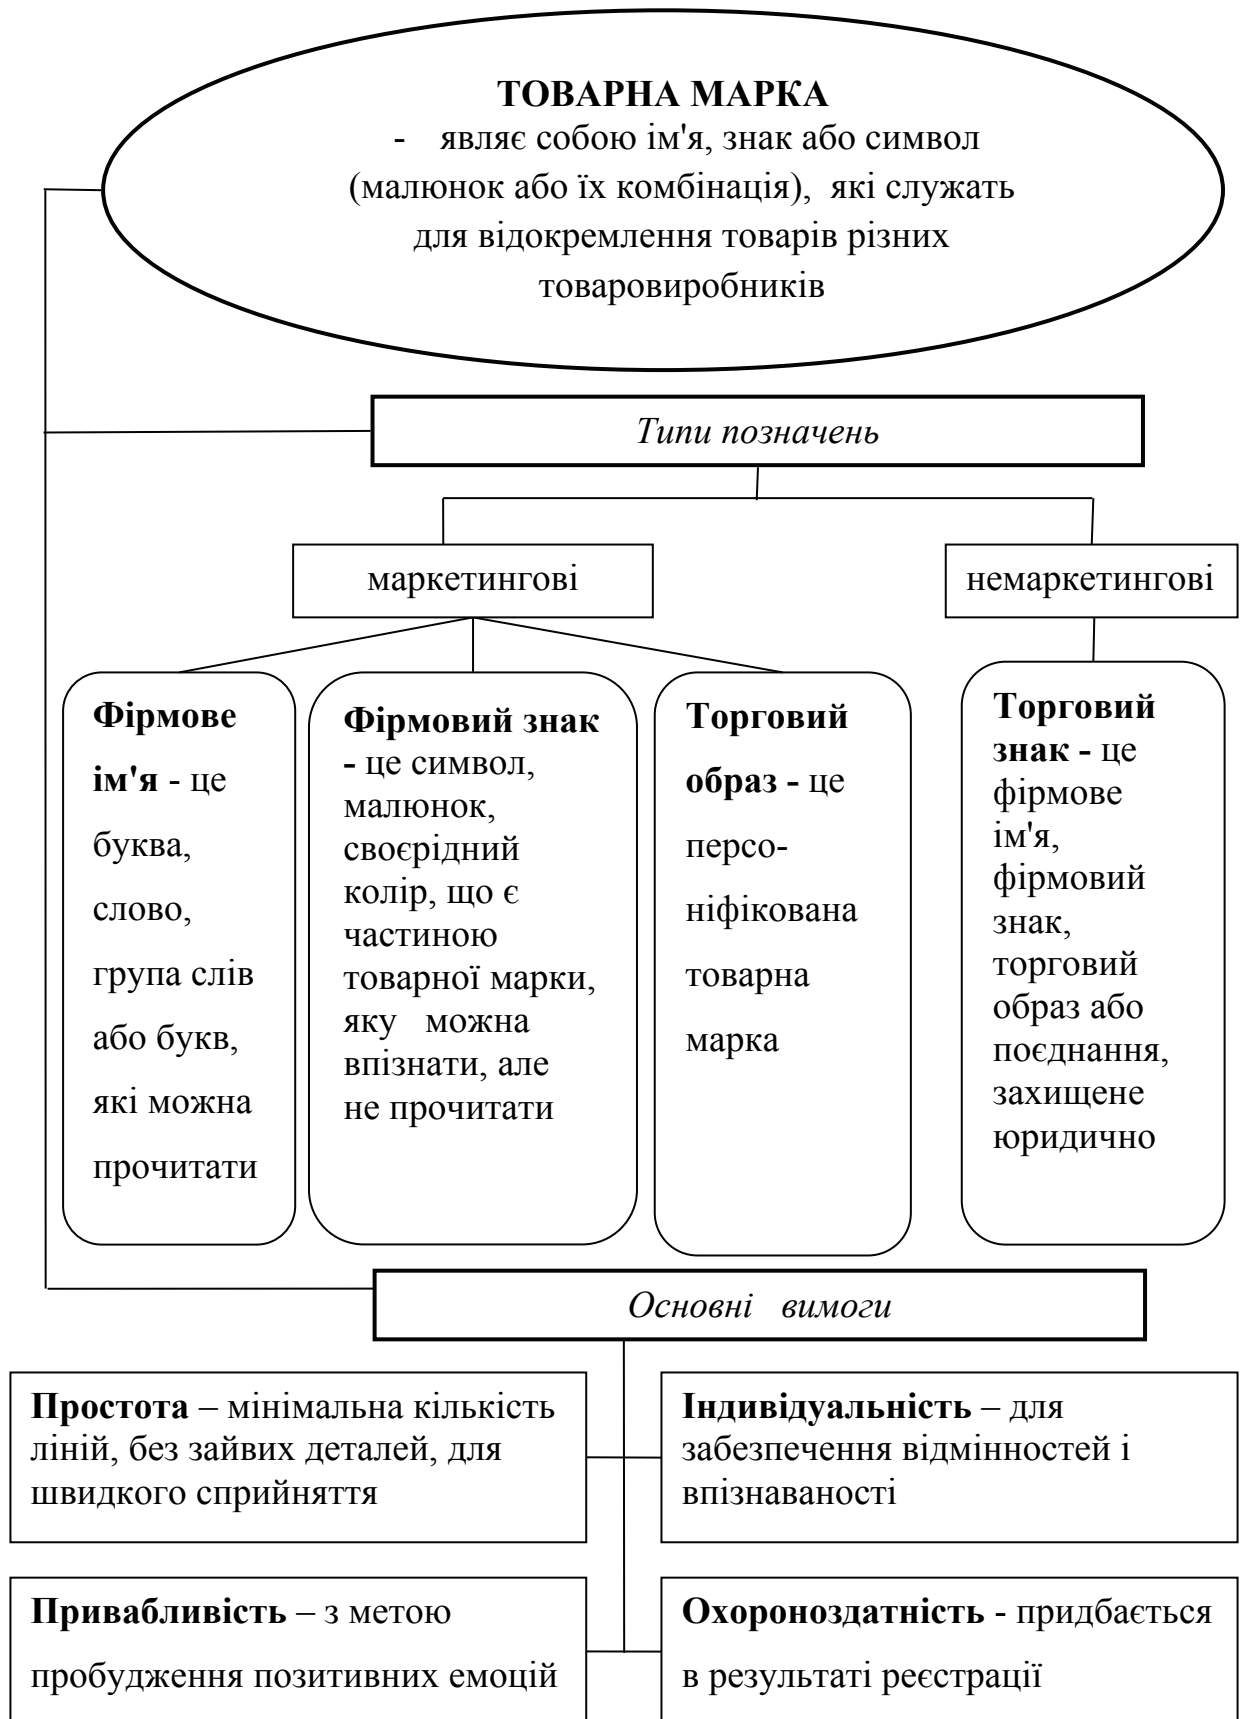 ТОВАРНА МАРКА
- являє собою ім'я, знак або символ
(малюнок або їх комбінація), які служать
для відокремлення товарів різних
товаровиробників
Типи позначень
маркетингові
немаркетингові
Фірмове
ім'я - це
буква,
слово,
група слів
або букв,
які можна
прочитати
Фірмовий знак
- це символ,
малюнок,
своєрідний
колір, що є
частиною
товарної марки,
яку можна
впізнати, але
не прочитати
Торговий
образ - це
персо-
ніфікована
товарна
марка
Торговий
знак - це
фірмове
ім'я,
фірмовий
знак,
торговий
образ або
поєднання,
захищене
юридично
Основні вимоги
Простота – мінімальна кількість
ліній, без зайвих деталей, для
швидкого сприйняття
Індивідуальність – для
забезпечення відмінностей і
впізнаваності
Привабливість – з метою
пробудження позитивних емоцій
Охороноздатність - придбається
в результаті реєстрації